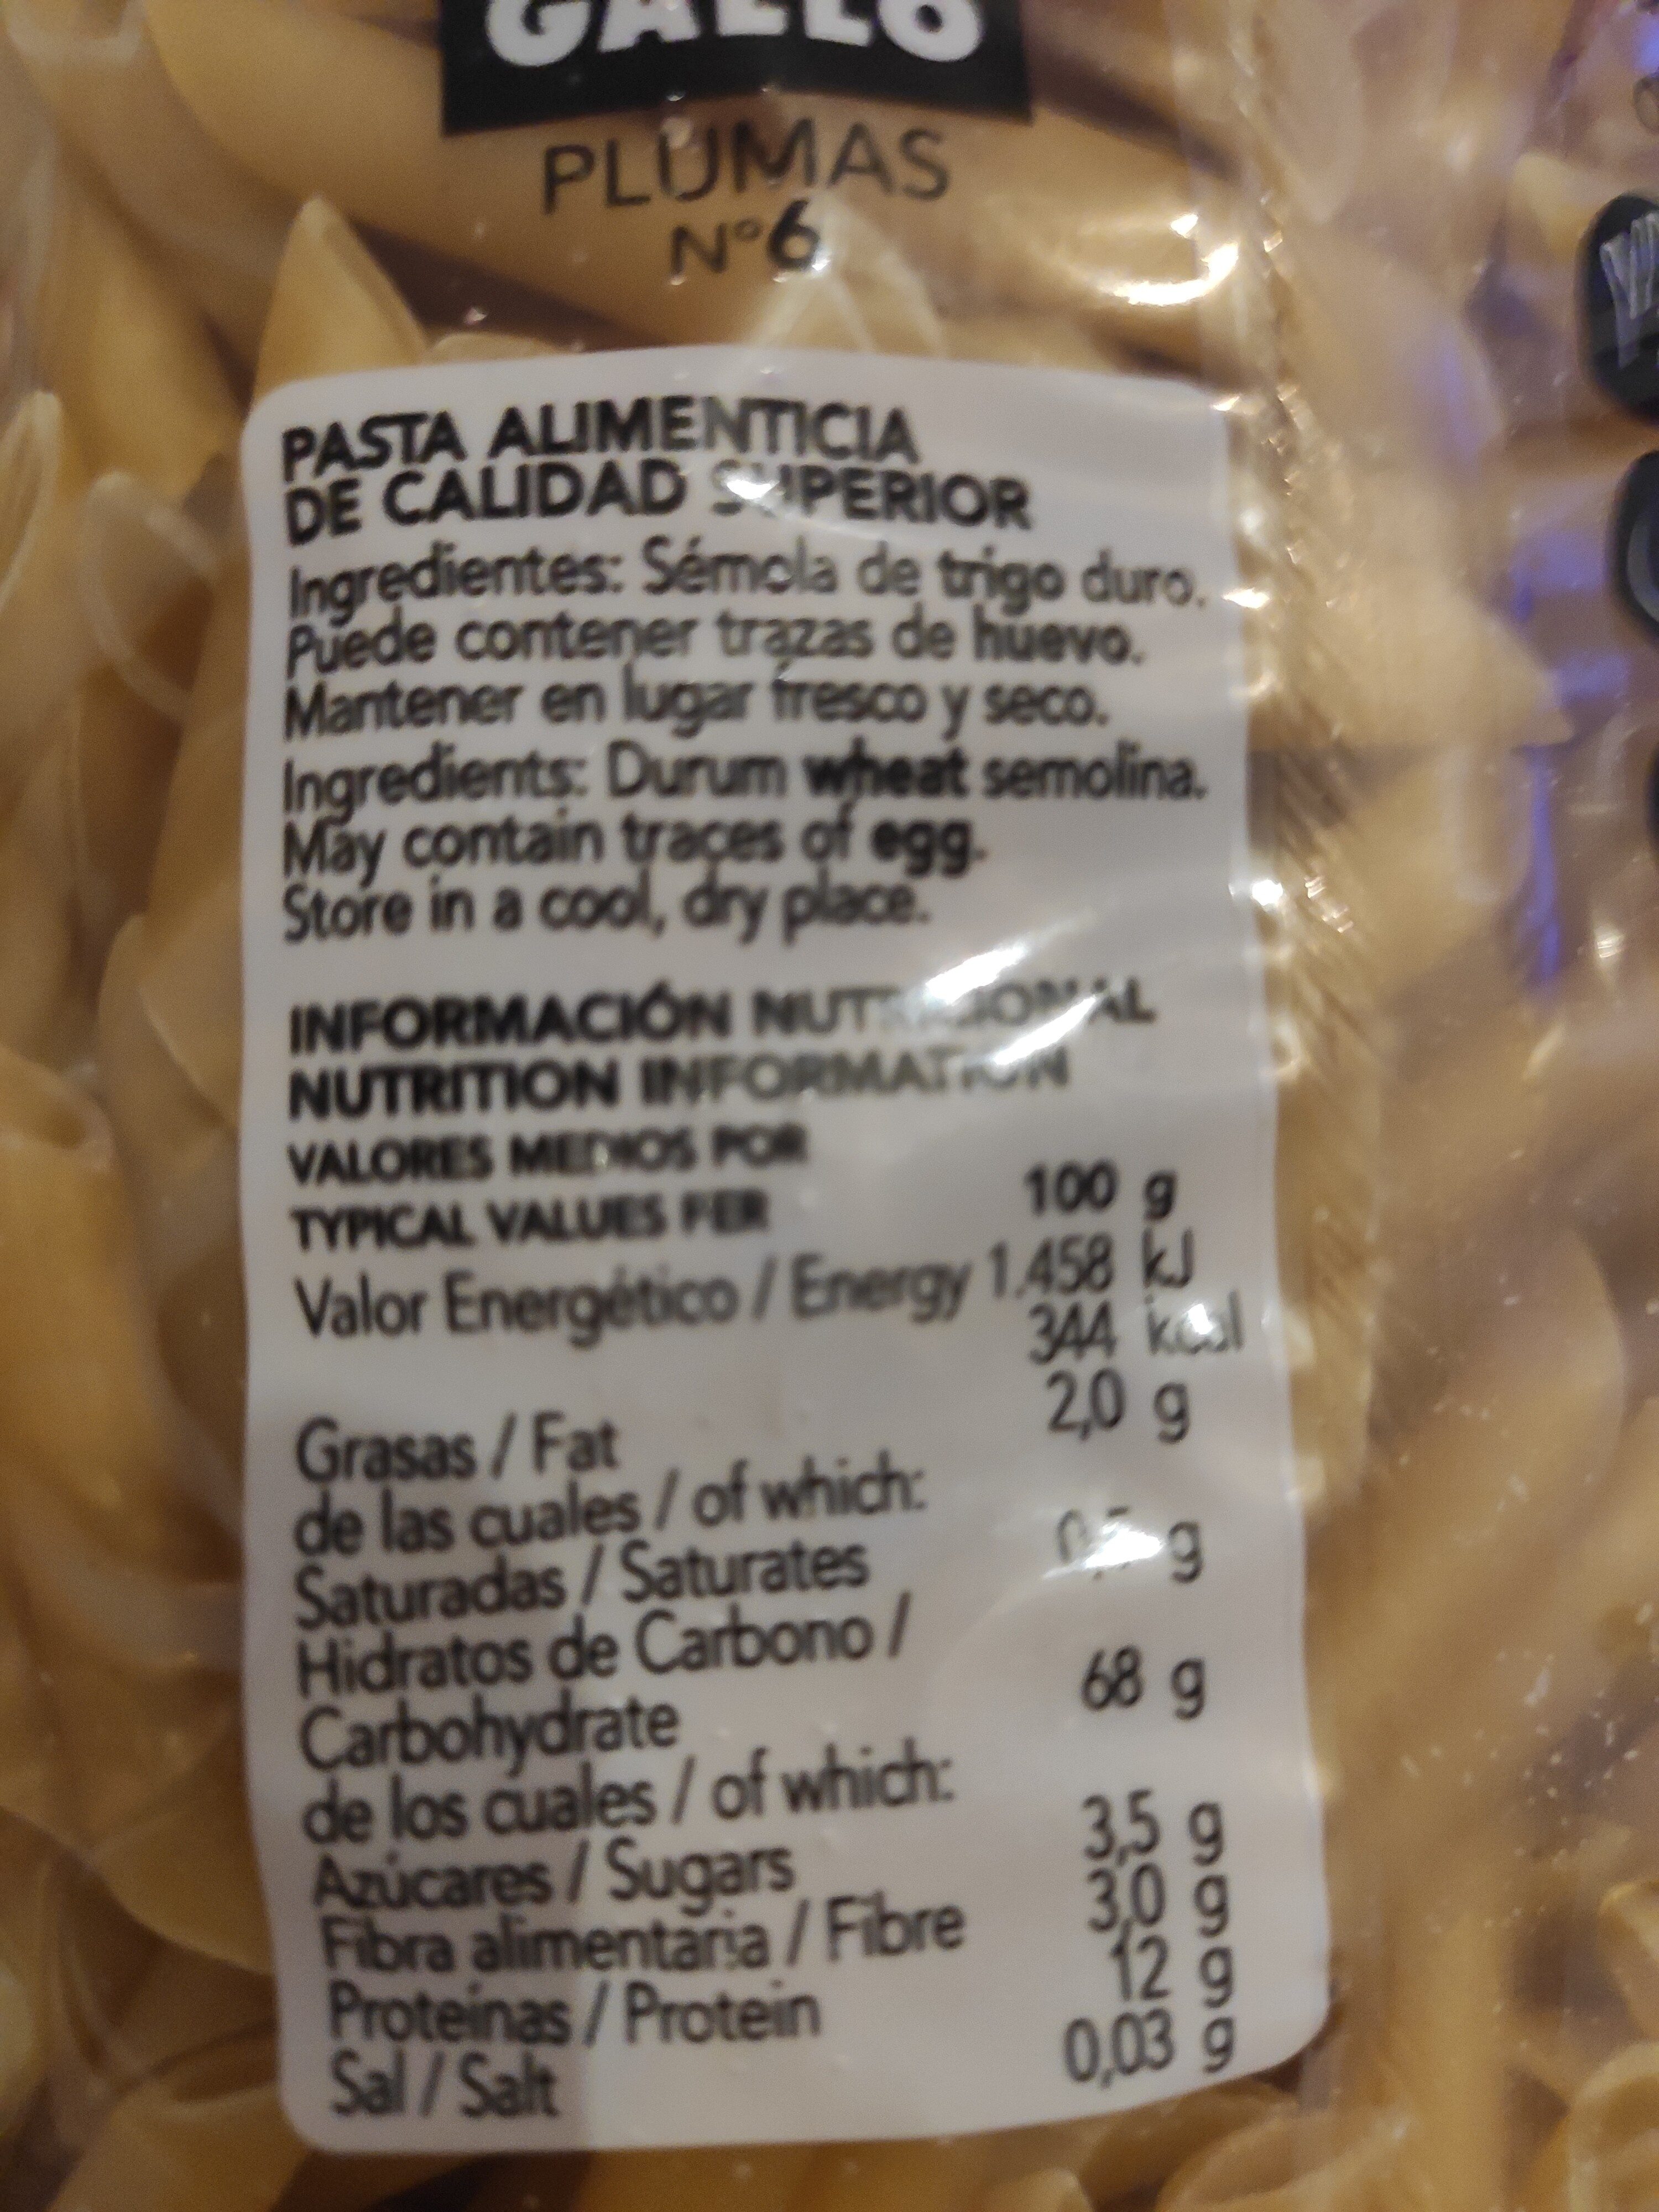 GALLO
PLUMAS
Nº6
PASTA ALIMENTICIA
DE CALIDAD SUPERIOR
Ingredientes: Sémola de trigo duro.
Puede contener trazas de huevo.
Mantener en lugar fresco y seco.
Ingredients: Durum wheat semolina.
May contain traces of egg.
Store in a cool, dry place.
INFORMACIÓN NUTRICIONAL
NUTRITION INFORMATION
VALORES MEDIOS POR
TYPICAL VALUES PER 100 g
Valor Energético / Energy 1.458 kJ
344 kcal
Grasas / Fat 2,0 g
de las cuales / of which:
Saturadas / Saturates g
Hidratos de Carbono /
Carbohydrate 68 g
de los cuales / of which:
Azúcares / Sugars 3,5 g
Fibra alimentaria / Fibre 3,0 g
Proteínas / Protein 12 g
Sal / Salt 0,03 g